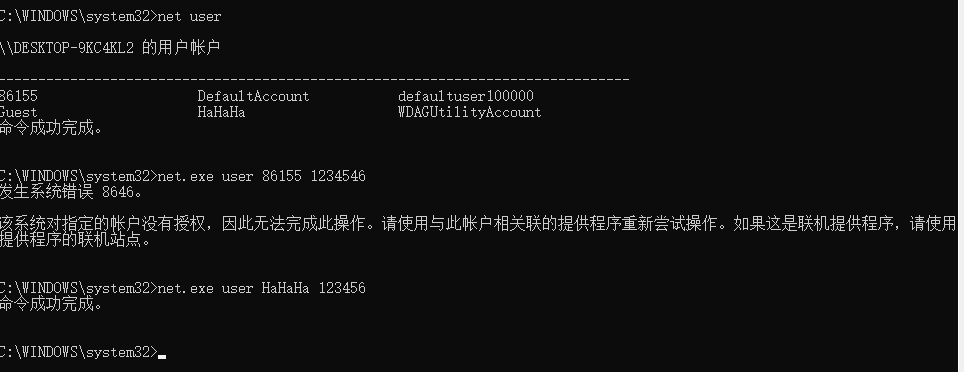 C:\WINDOWS\system32>net user
\\DESKTOP-9KC4KL2 的用户帐户
-------------------------------------------------------------------------------
86155                    DefaultAccount           defaultuser100000
Guest                    HaHaHa                   WDAGUtilityAccount
命令成功完成。
C:\WINDOWS\system32>net.exe user 86155 1234546
发生系统错误 8646。
该系统对指定的帐户没有授权，因此无法完成此操作。请使用与此帐户相关联的提供程序重新尝试操作。如果这是联机提供程序，请使用
提供程序的联机站点。
C:\WINDOWS\system32>net.exe user HaHaHa 123456
命令成功完成。
C:\WINDOWS\system32>